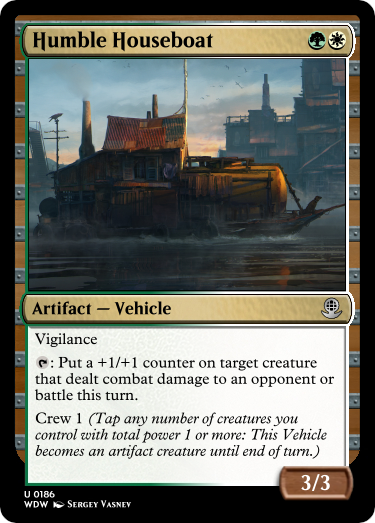 Humble Houseboat
Artifact — Vehicle
Vigilance
: Put a +1/+1 counter on target creature
that dealt combat damage to an opponent or
battle this turn.
Crew 1 (Tap any number of creatures you
control with total power 1 or more: This Vehicle
becomes an artifact creature until end of turn.)
3/3
U 0186
WDW Sergey Vasnev